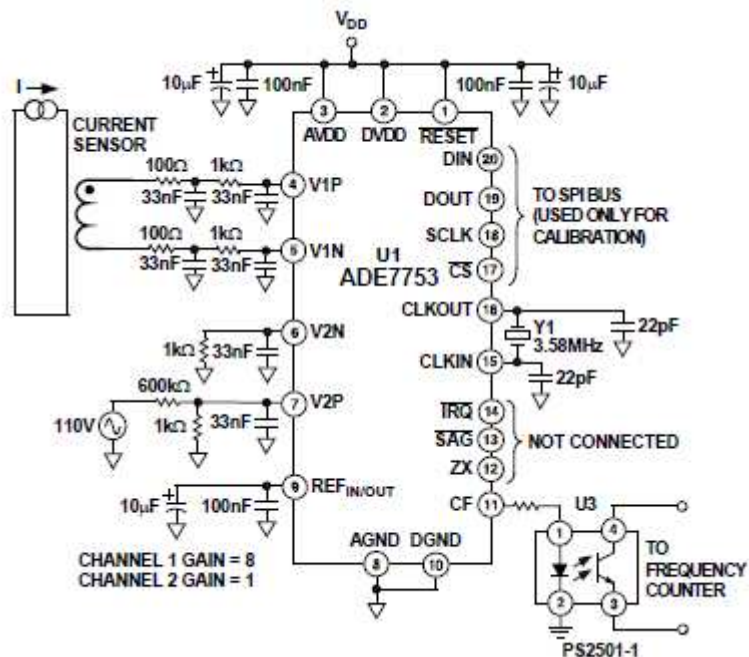 V_DD
10μF
100nF
100nF
10μF
I
CURRENT
SENSOR
3
2
1
AVDD
DVDD
RESET
DIN
20
100Ω
1kΩ
33nF
33nF
4
V1P
DOUT
19
TO SPI BUS
(USED ONLY FOR
CALIBRATION)
SCLK
18
100Ω
1kΩ
33nF
33nF
5
V1N
U1
ADE7753
CS
17
CLKOUT
16
6
V2N
1kΩ
33nF
Y1
3.58MHz
22pF
CLKIN
15
22pF
600kΩ
7
V2P
110V
1kΩ
33nF
IRQ
14
SAG
13
NOT CONNECTED
ZX
12
9
REF_IN/OUT
10μF
100nF
CF
11
U3
CHANNEL 1 GAIN = 8
CHANNEL 2 GAIN = 1
AGND
DGND
8
10
1
4
2
3
TO
FREQUENCY
COUNTER
PS2501-1